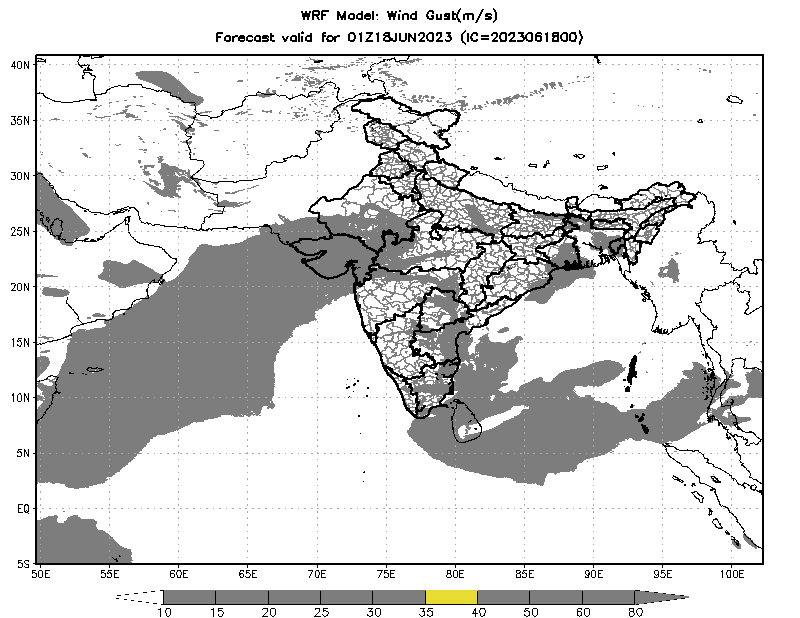 WRF Model: Wind Gust(m/s)
Forecast valid for 01Z18JUN2023 (IC=2023061800)
40N
35N
30N
25N
20N
15N
10N
5N
EQ
5S
50E 55E 60E 65E 70E 75E 80E 85E 90E 95E 100E
10 15 20 25 30 35 40 50 60 80